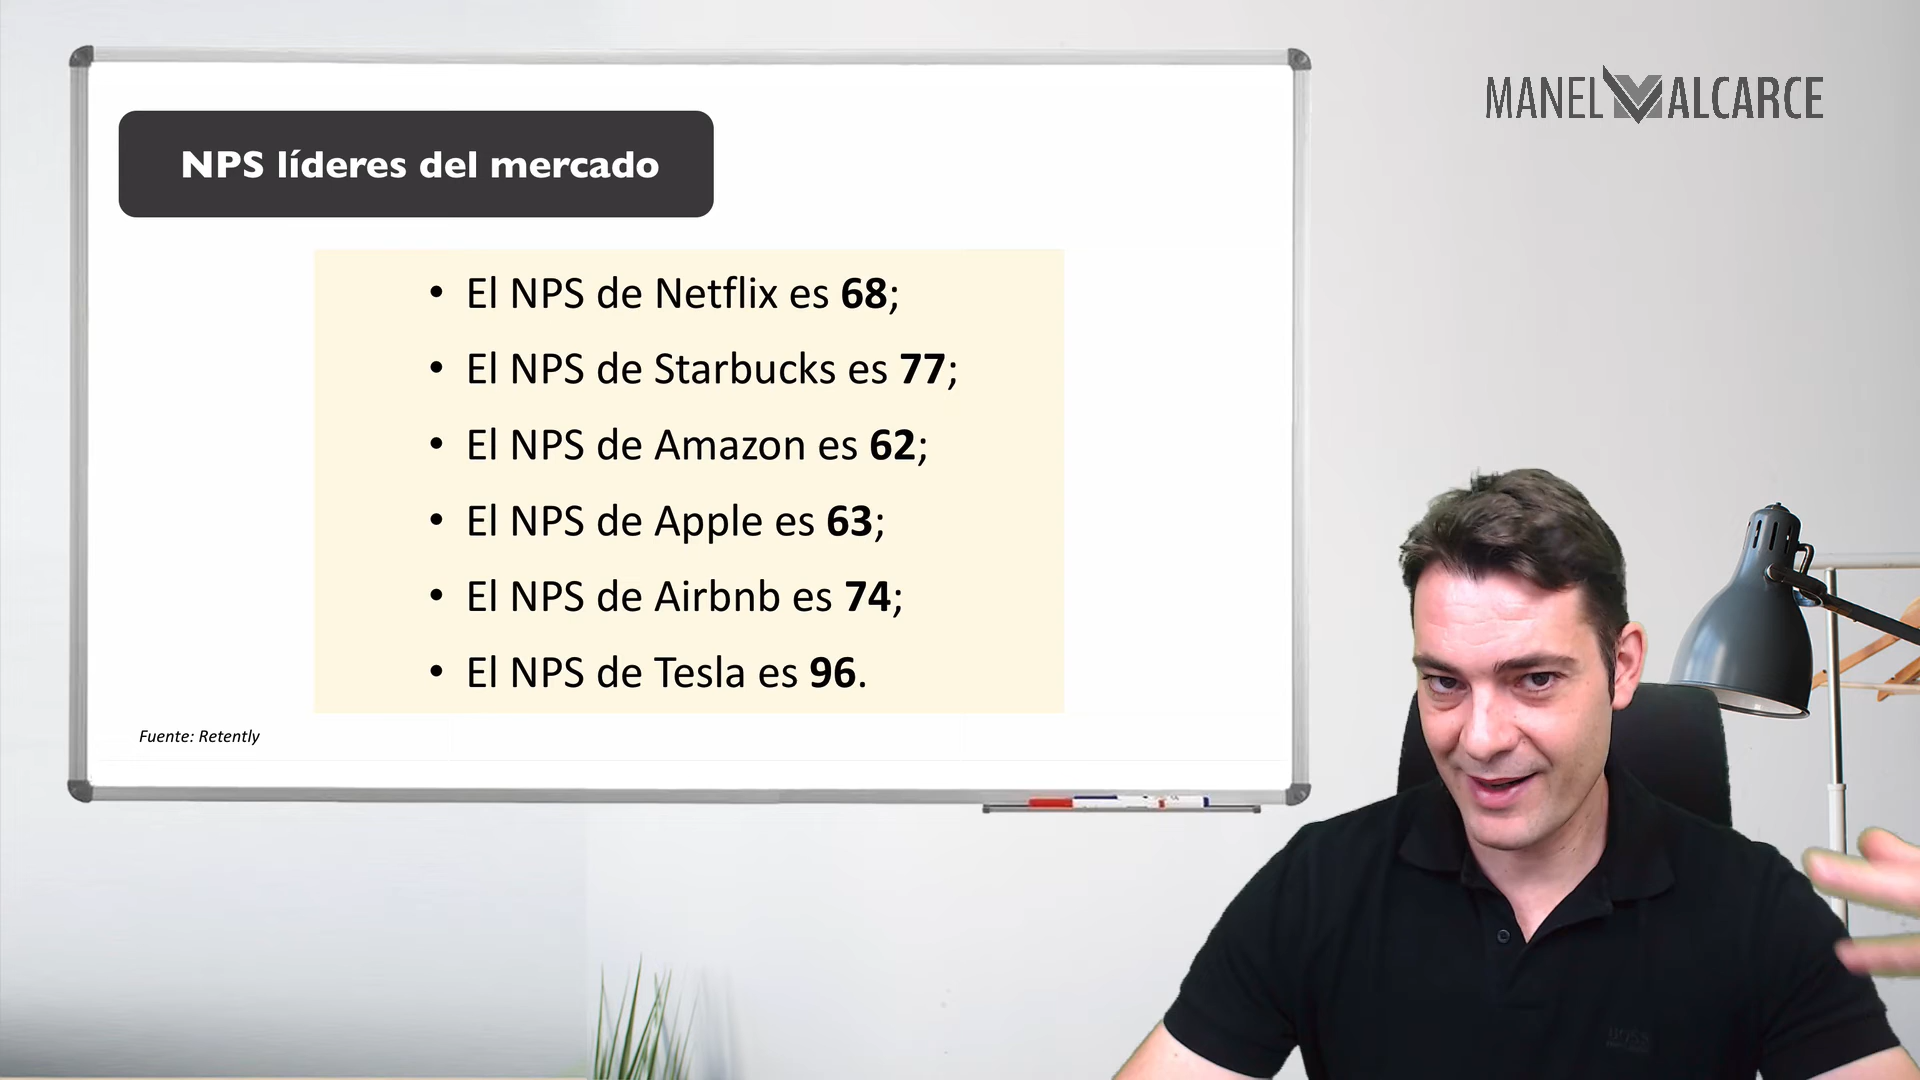 MANEL VALCARCE
NPS líderes del mercado
• El NPS de Netflix es 68;
• El NPS de Starbucks es 77;
• El NPS de Amazon es 62;
• El NPS de Apple es 63;
• El NPS de Airbnb es 74;
• El NPS de Tesla es 96.
Fuente: Retently
BOSS